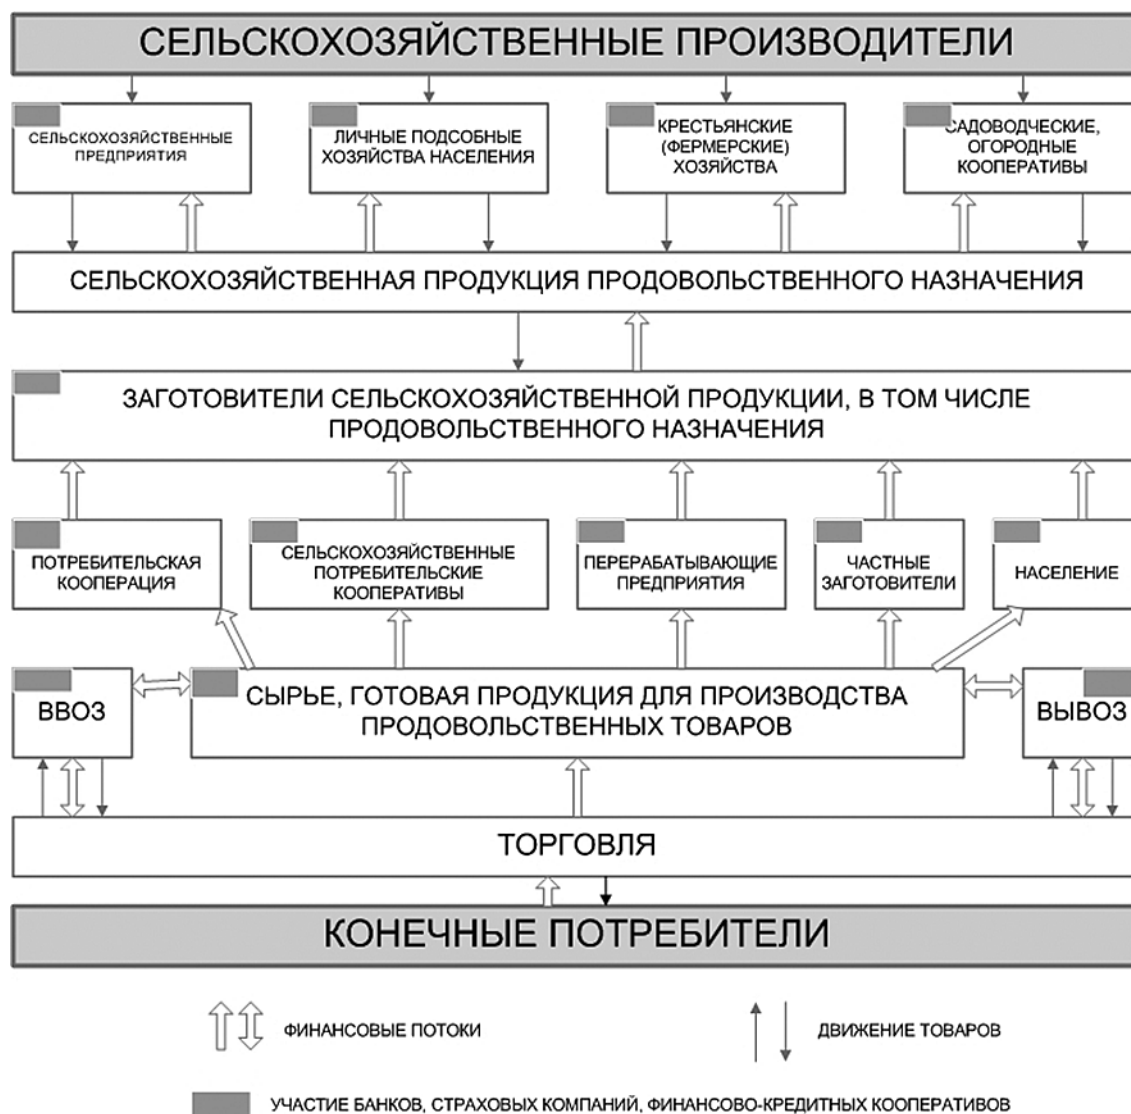 СЕЛЬСКОХОЗЯЙСТВЕННЫЕ ПРОИЗВОДИТЕЛИ
СЕЛЬСКОХОЗЯЙСТВЕННЫЕ
ПРЕДПРИЯТИЯ
ЛИЧНЫЕ ПОДСОБНЫЕ
ХОЗЯЙСТВА НАСЕЛЕНИЯ
КРЕСТЬЯНСКИЕ
(ФЕРМЕРСКИЕ)
ХОЗЯЙСТВА
САДОВОДЧЕСКИЕ,
ОГОРОДНЫЕ
КООПЕРАТИВЫ
СЕЛЬСКОХОЗЯЙСТВЕННАЯ ПРОДУКЦИЯ ПРОДОВОЛЬСТВЕННОГО НАЗНАЧЕНИЯ
ЗАГОТОВИТЕЛИ СЕЛЬСКОХОЗЯЙСТВЕННОЙ ПРОДУКЦИИ, В ТОМ ЧИСЛЕ
ПРОДОВОЛЬСТВЕННОГО НАЗНАЧЕНИЯ
ПОТРЕБИТЕЛЬСКАЯ
КООПЕРАЦИЯ
СЕЛЬСКОХОЗЯЙСТВЕННЫЕ
ПОТРЕБИТЕЛЬСКИЕ
КООПЕРАТИВЫ
ПЕРЕРАБАТЫВАЮЩИЕ
ПРЕДПРИЯТИЯ
ЧАСТНЫЕ
ЗАГОТОВИТЕЛИ
НАСЕЛЕНИЕ
ВВОЗ
СЫРЬЕ, ГОТОВАЯ ПРОДУКЦИЯ ДЛЯ ПРОИЗВОДСТВА
ПРОДОВОЛЬСТВЕННЫХ ТОВАРОВ
ВЫВОЗ
ТОРГОВЛЯ
КОНЕЧНЫЕ ПОТРЕБИТЕЛИ
ФИНАНСОВЫЕ ПОТОКИ
ДВИЖЕНИЕ ТОВАРОВ
УЧАСТИЕ БАНКОВ, СТРАХОВЫХ КОМПАНИЙ, ФИНАНСОВО-КРЕДИТНЫХ КООПЕРАТИВОВ